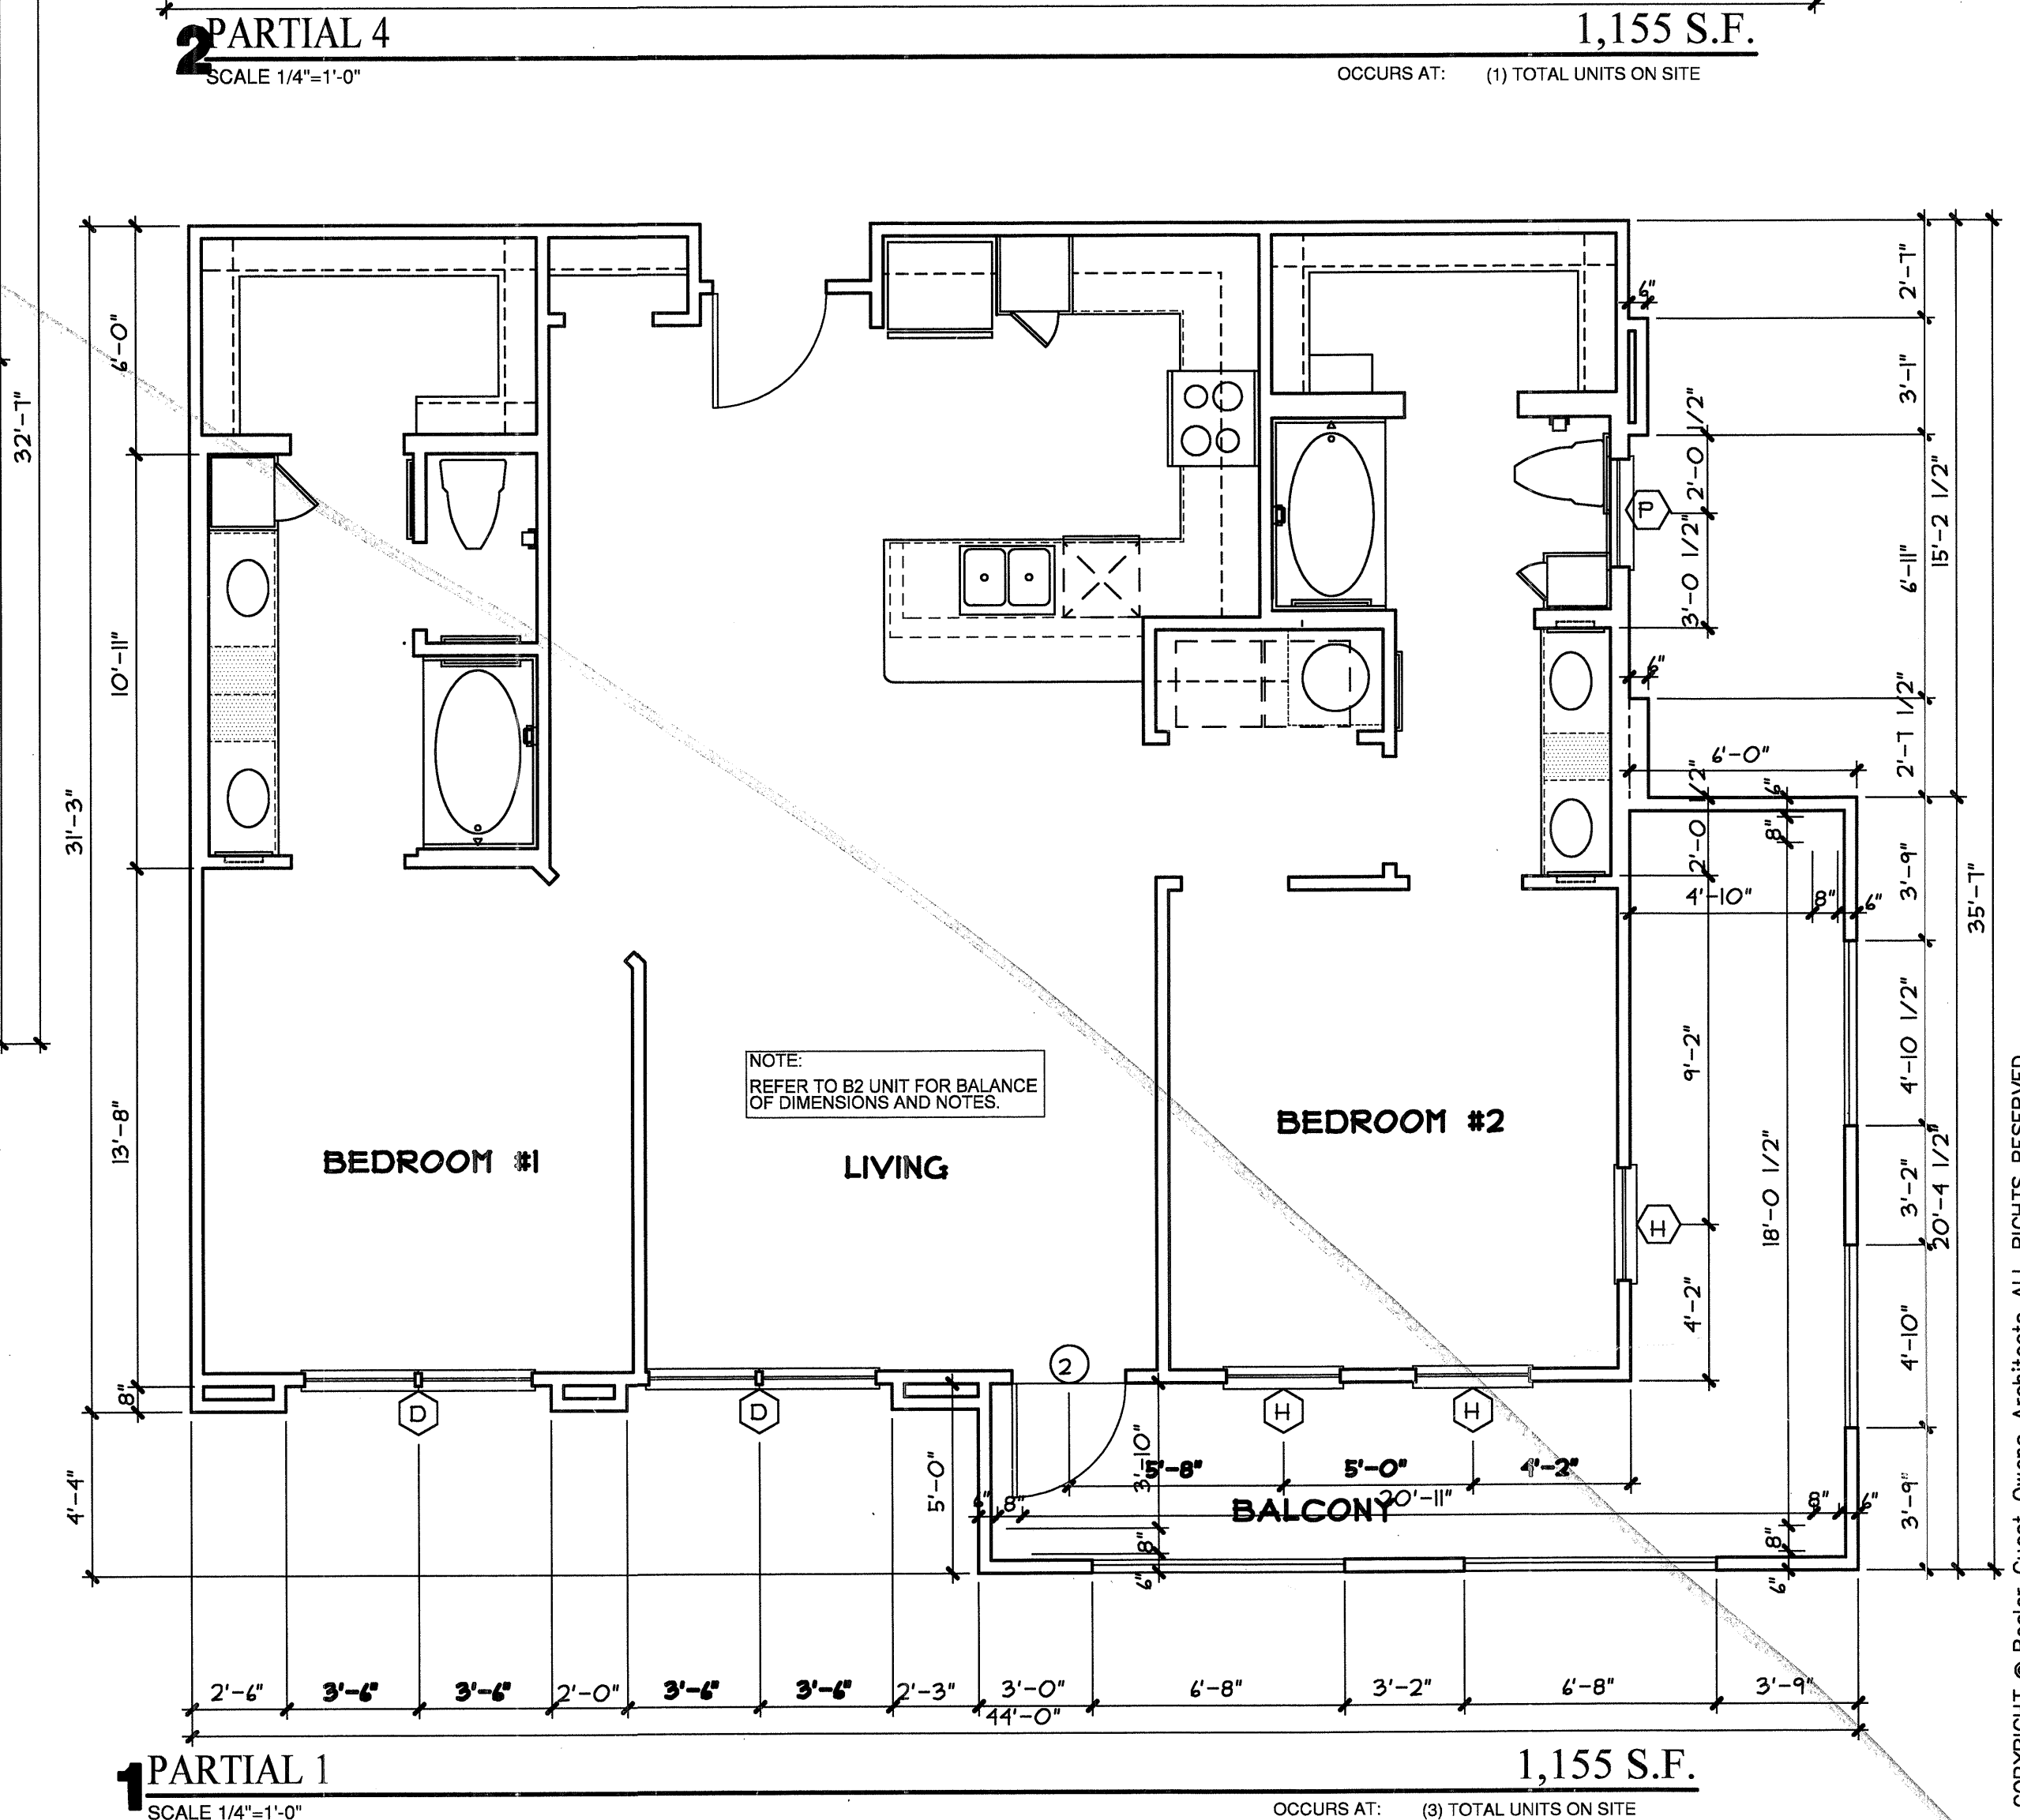 2 PARTIAL 4 1,155 S.F.
SCALE 1/4"=1'-0" OCCURS AT: (1) TOTAL UNITS ON SITE
32'-7"
31'-3"
4'-4"
6'-0"
10'-11"
13'-8"
8"
NOTE:
REFER TO B2 UNIT FOR BALANCE
OF DIMENSIONS AND NOTES.
BEDROOM #1
LIVING
BEDROOM #2
BALCONY
D
D
2
H
H
H
P
5'-8" 5'-0" 4'-2"
20'-11"
6" 8"
8" 6"
5'-0"
3'-10"
8"
6"
8"
6"
6"
2'-0 1/2"
3'-0 1/2"
6"
6'-0"
2'-0 1/2"
6"
8"
4'-10" 8" 6"
9'-2"
4'-2"
18'-0 1/2"
2'-7"
3'-1"
6'-11"
2'-7 1/2"
3'-9"
4'-10 1/2"
3'-2"
4'-10"
3'-9"
15'-2 1/2"
20'-4 1/2"
35'-7"
2'-6" 3'-6" 3'-6" 2'-0" 3'-6" 3'-6" 2'-3" 3'-0" 6'-8" 3'-2" 6'-8" 3'-9"
44'-0"
1 PARTIAL 1 1,155 S.F.
SCALE 1/4"=1'-0" OCCURS AT: (3) TOTAL UNITS ON SITE